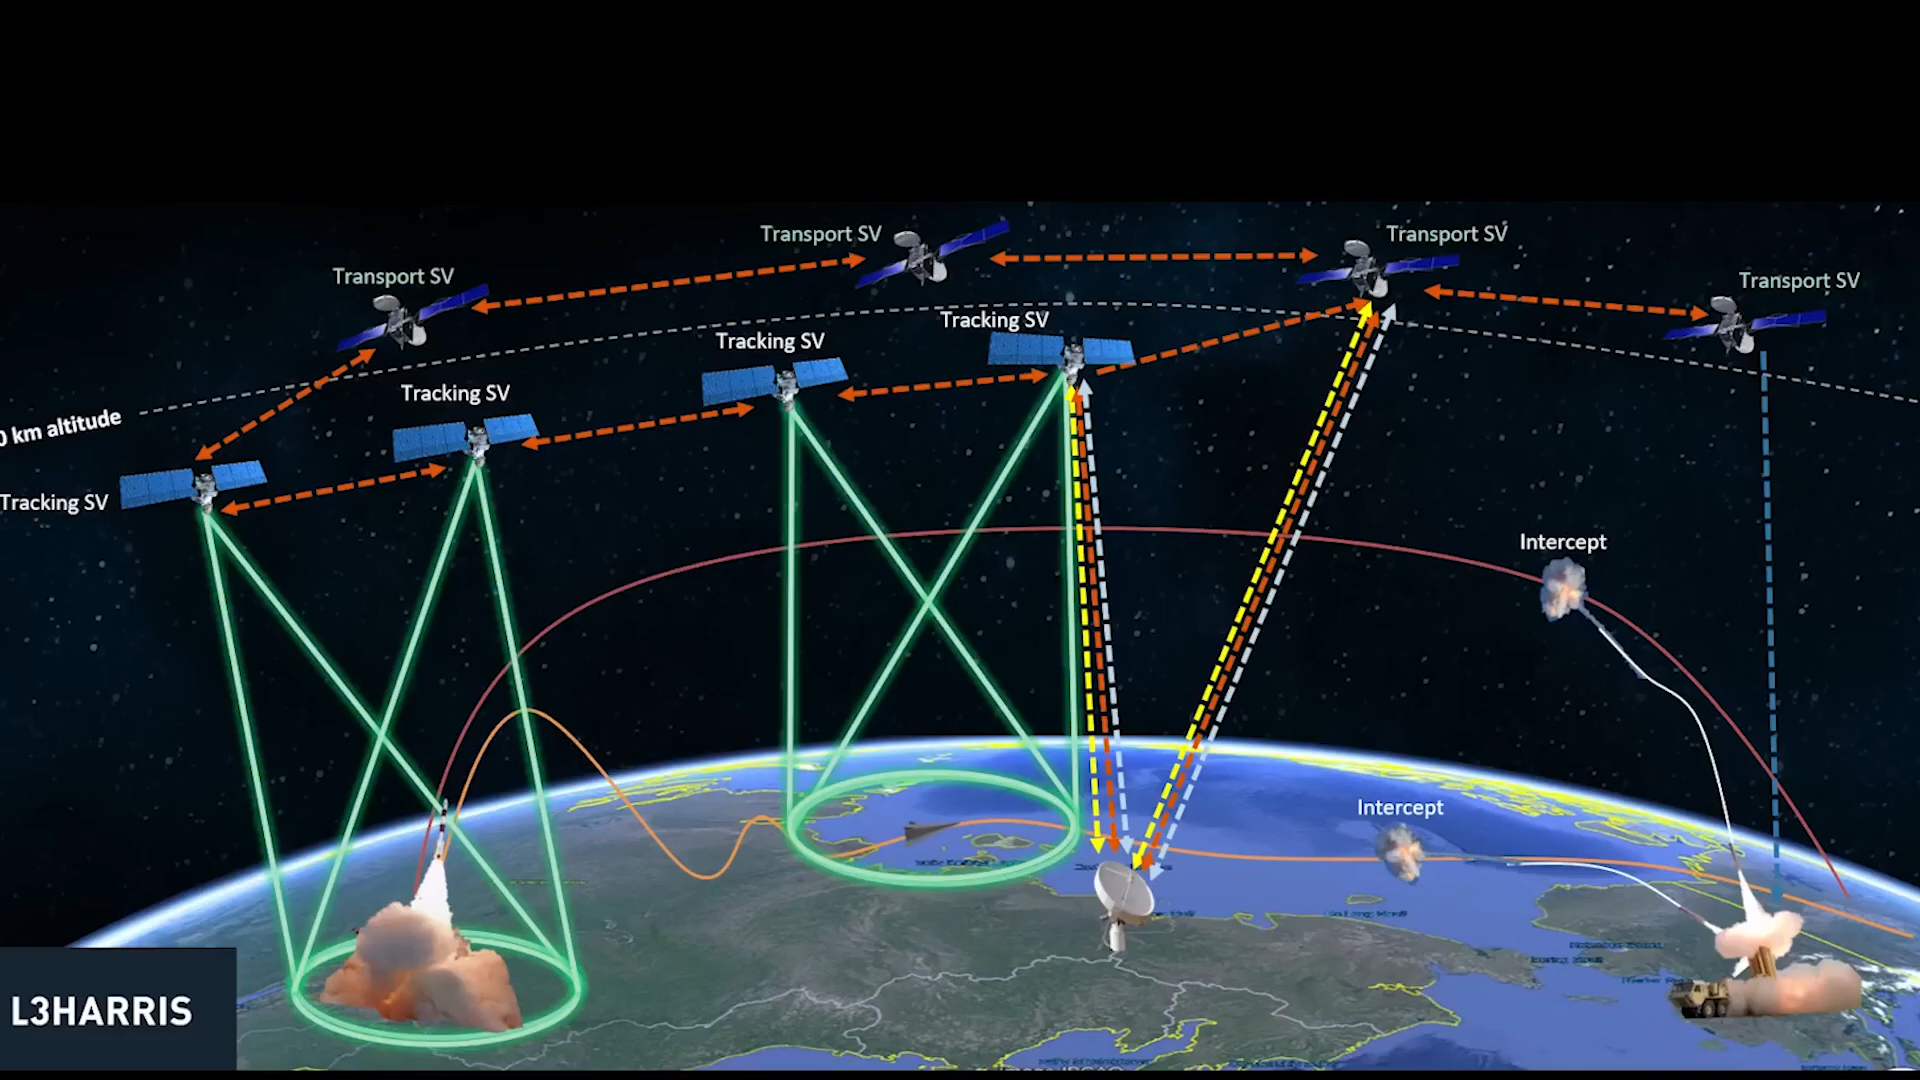 Transport SV
Transport SV
Transport SV
Transport SV
Tracking SV
Tracking SV
Tracking SV
Tracking SV
0 km altitude
Intercept
Intercept
L3HARRIS